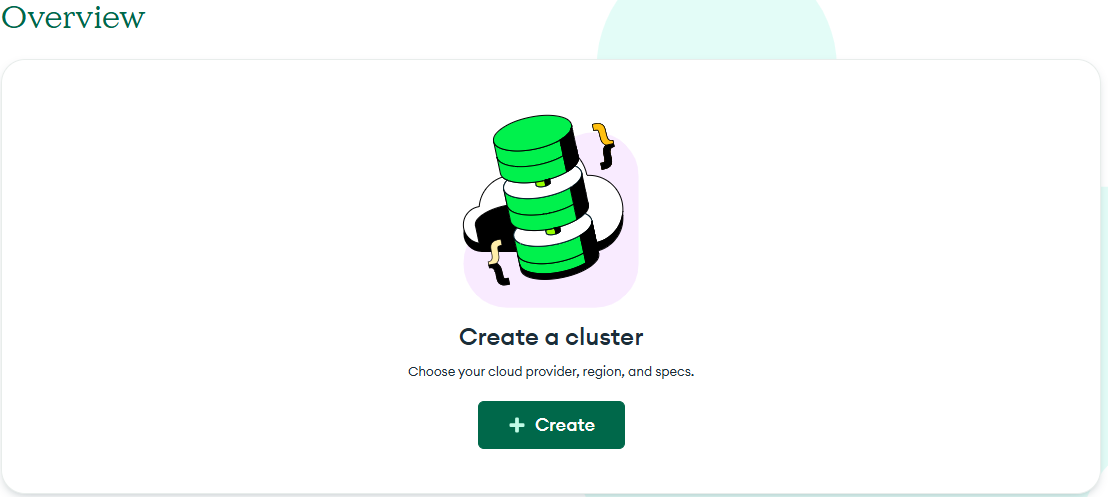 Overview
Create a cluster
Choose your cloud provider, region, and specs.
+ Create